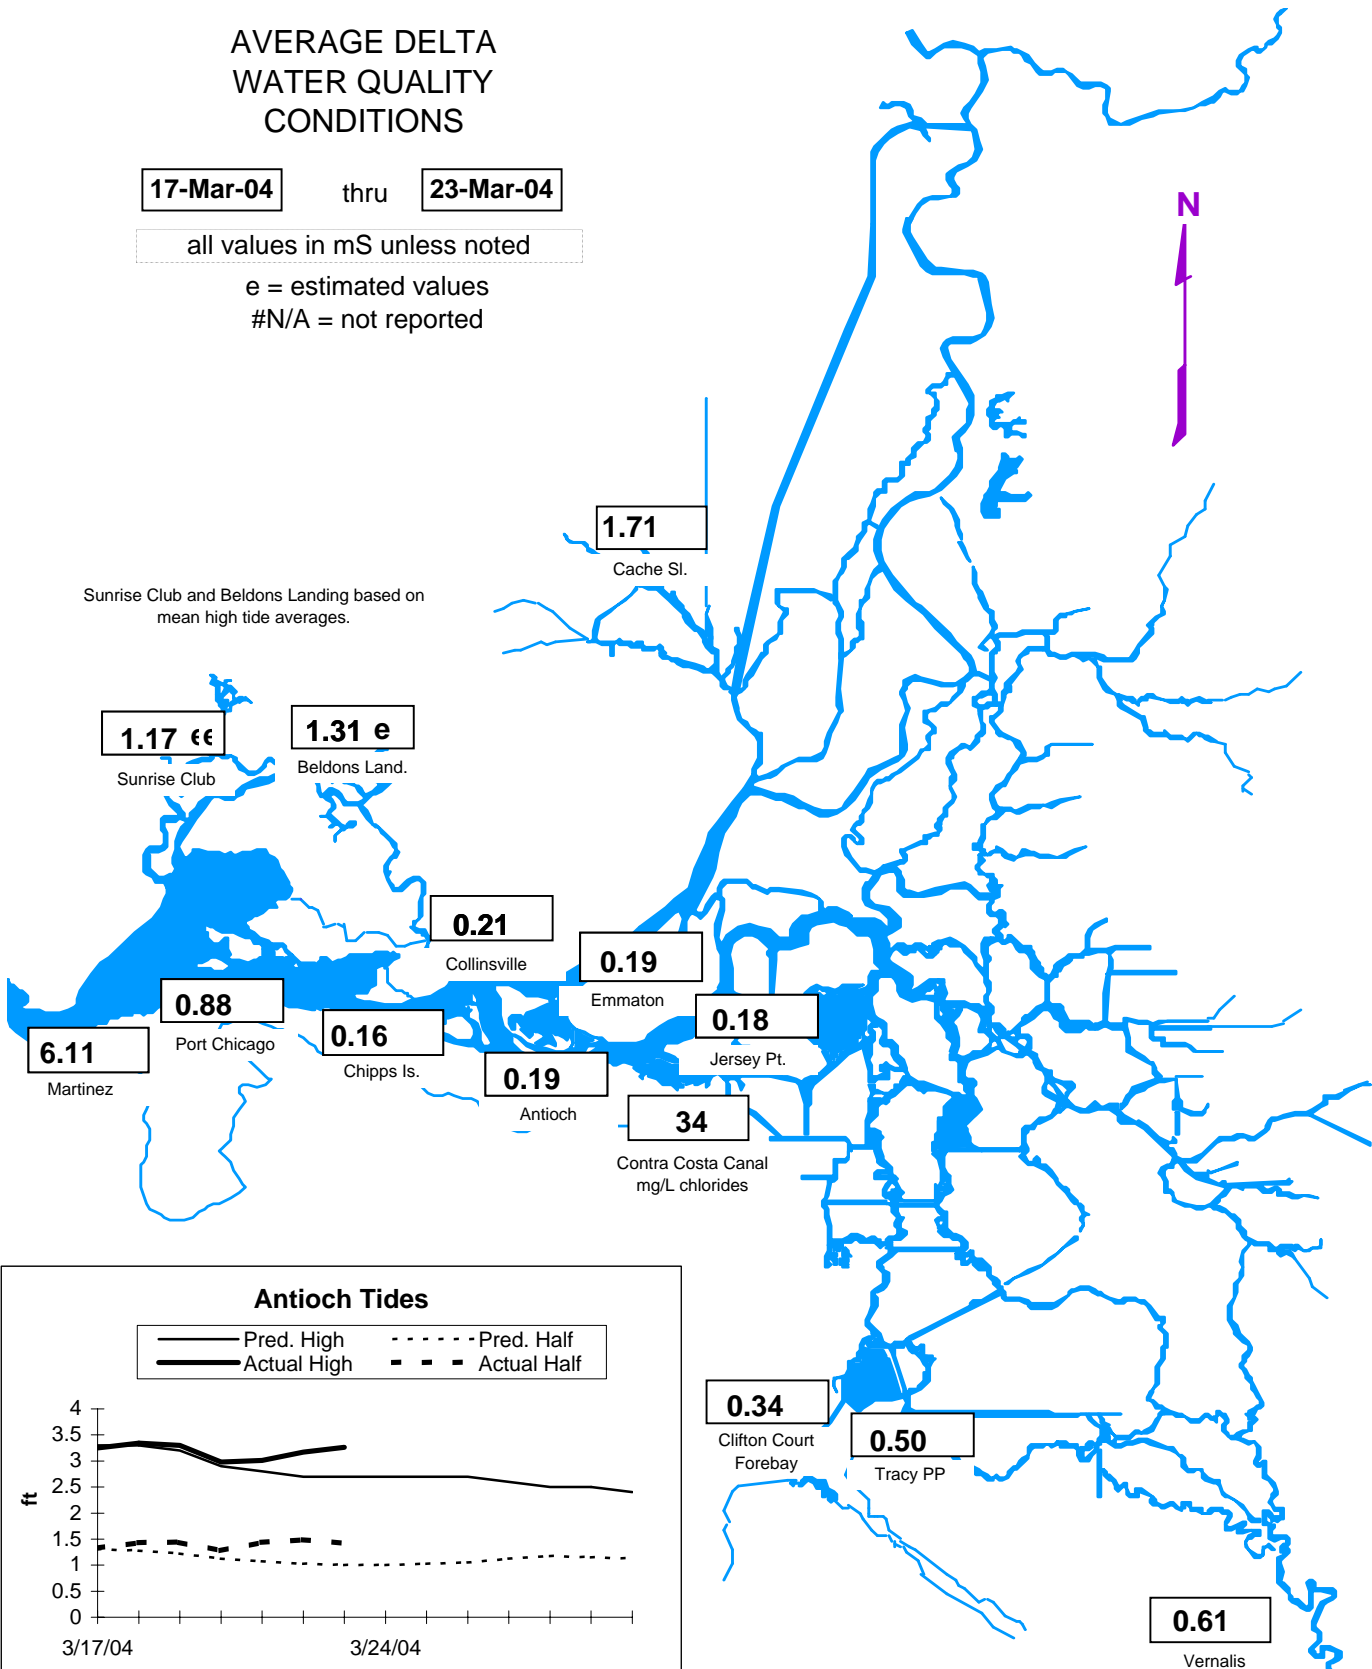 AVERAGE DELTA
WATER QUALITY
CONDITIONS
17-Mar-04 thru 23-Mar-04
all values in mS unless noted
e = estimated values
#N/A = not reported
N
1.71
Cache Sl.
Sunrise Club and Beldons Landing based on
mean high tide averages.
1.17 e
Sunrise Club
1.31 e
Beldons Land.
0.21
Collinsville
0.19
Emmaton
0.88
Port Chicago
0.16
Chipps Is.
0.18
Jersey Pt.
6.11
Martinez
0.19
Antioch
34
Contra Costa Canal
mg/L chlorides
Antioch Tides
Pred. High Pred. Half
Actual High Actual Half
4
3.5
3
2.5
2
1.5
1
0.5
0
ft
3/17/04 3/24/04
0.34
Clifton Court
Forebay
0.50
Tracy PP
0.61
Vernalis